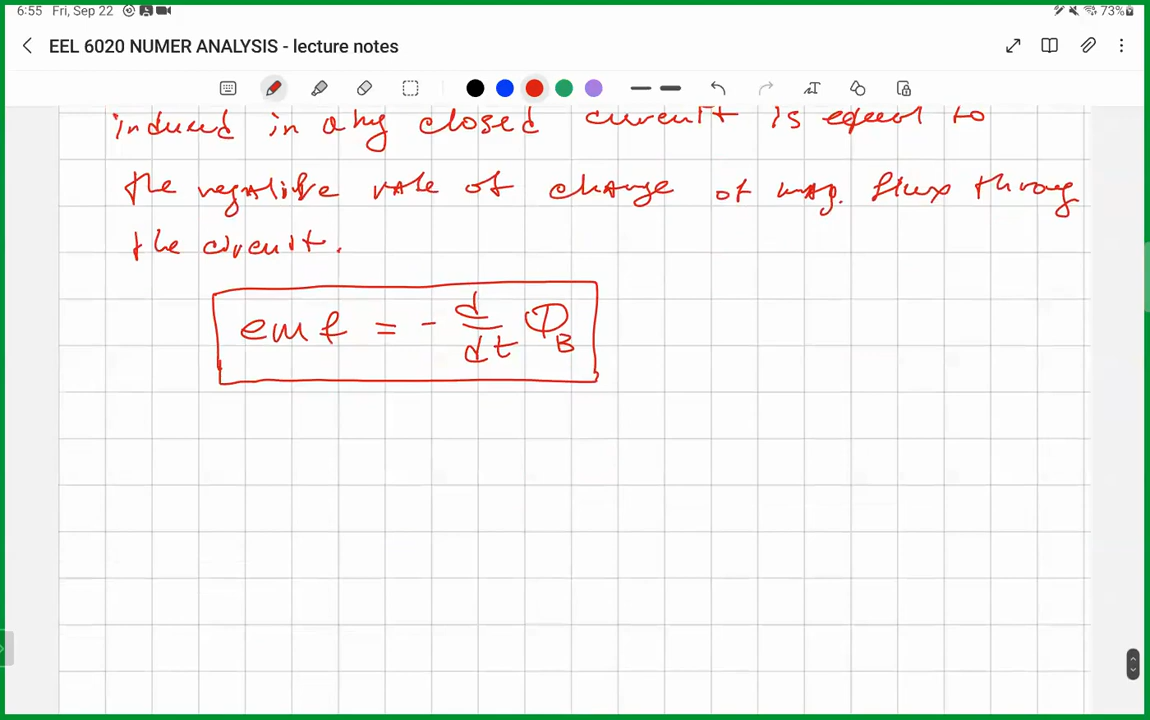 6:55 Fri, Sep 22
73%
EEL 6020 NUMER ANALYSIS - lecture notes
induced in any closed circuit is equal to
the negative rate of change of mag. flux throug
the circuit.
emf = - d/dt Φ_B